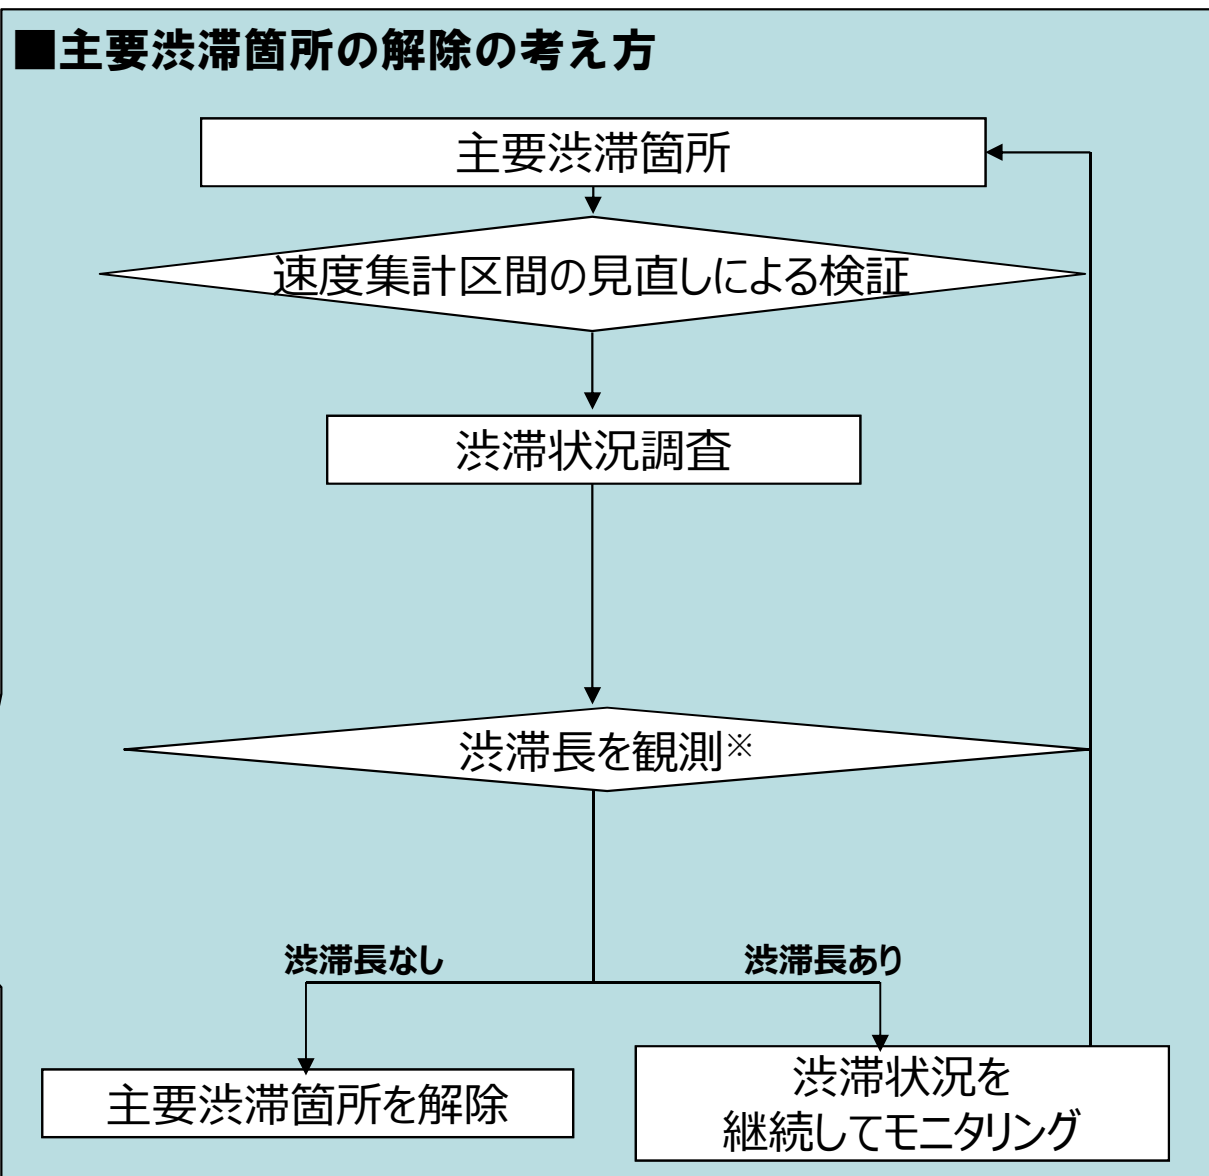 ■主要渋滞箇所の解除の考え方
主要渋滞箇所
速度集計区間の見直しによる検証
渋滞状況調査
渋滞長を観測※
渋滞長なし
渋滞長あり
主要渋滞箇所を解除
渋滞状況を
継続してモニタリング